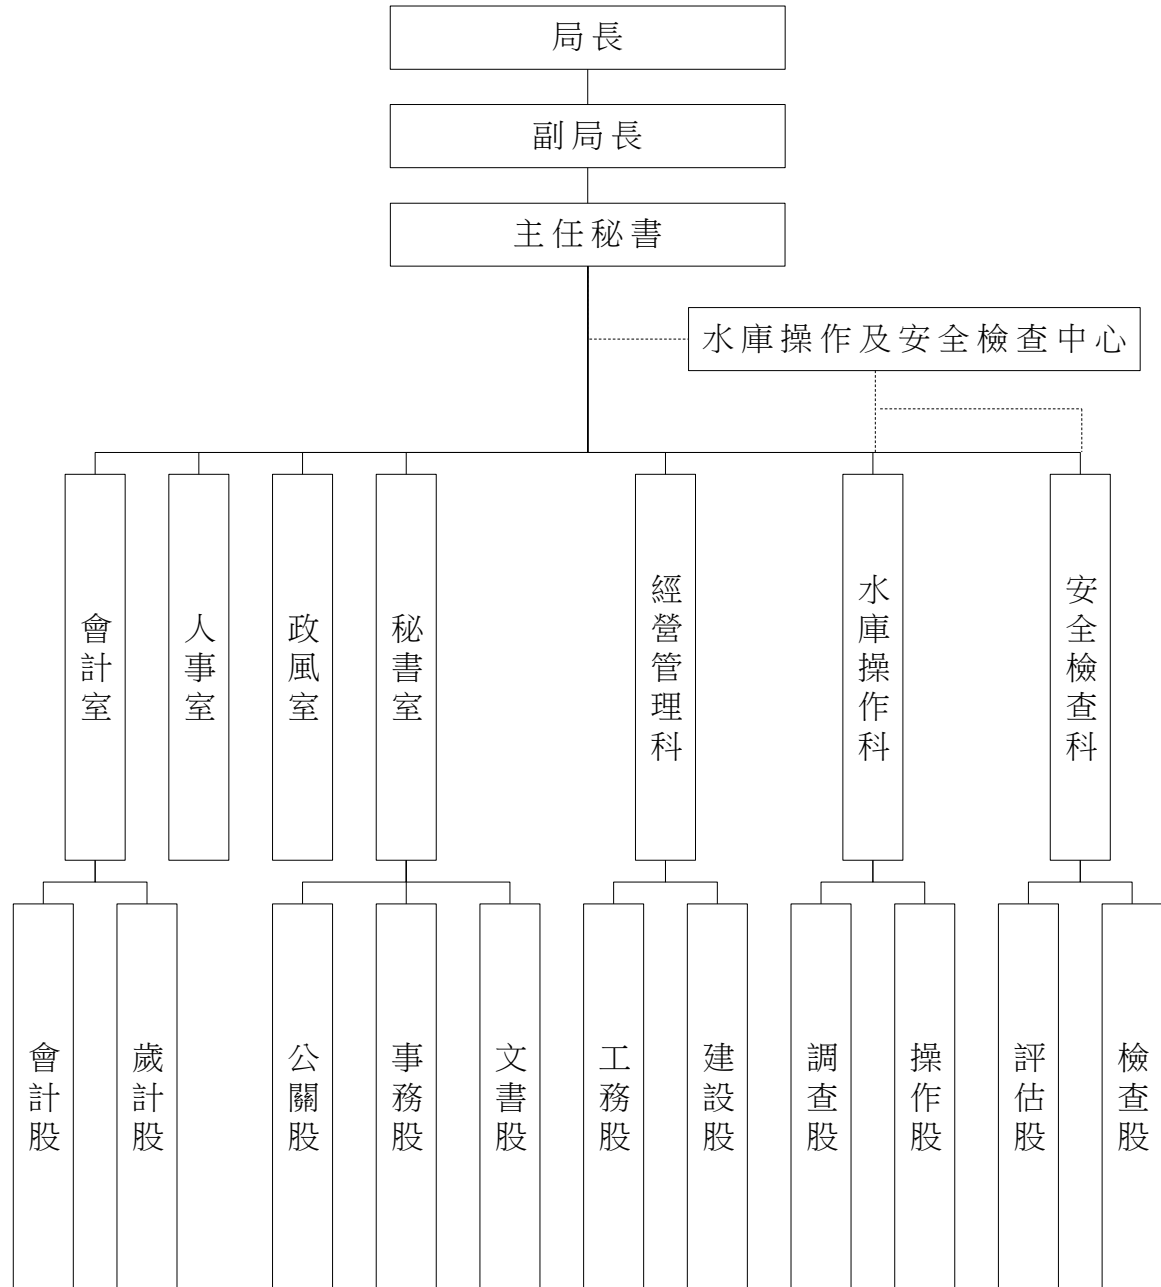 局長
副局長
主任秘書
水庫操作及安全檢查中心
會計室
人事室
政風室
秘書室
經營管理科
水庫操作科
安全檢查科
會計股
歲計股
公關股
事務股
文書股
工務股
建設股
調查股
操作股
評估股
檢查股